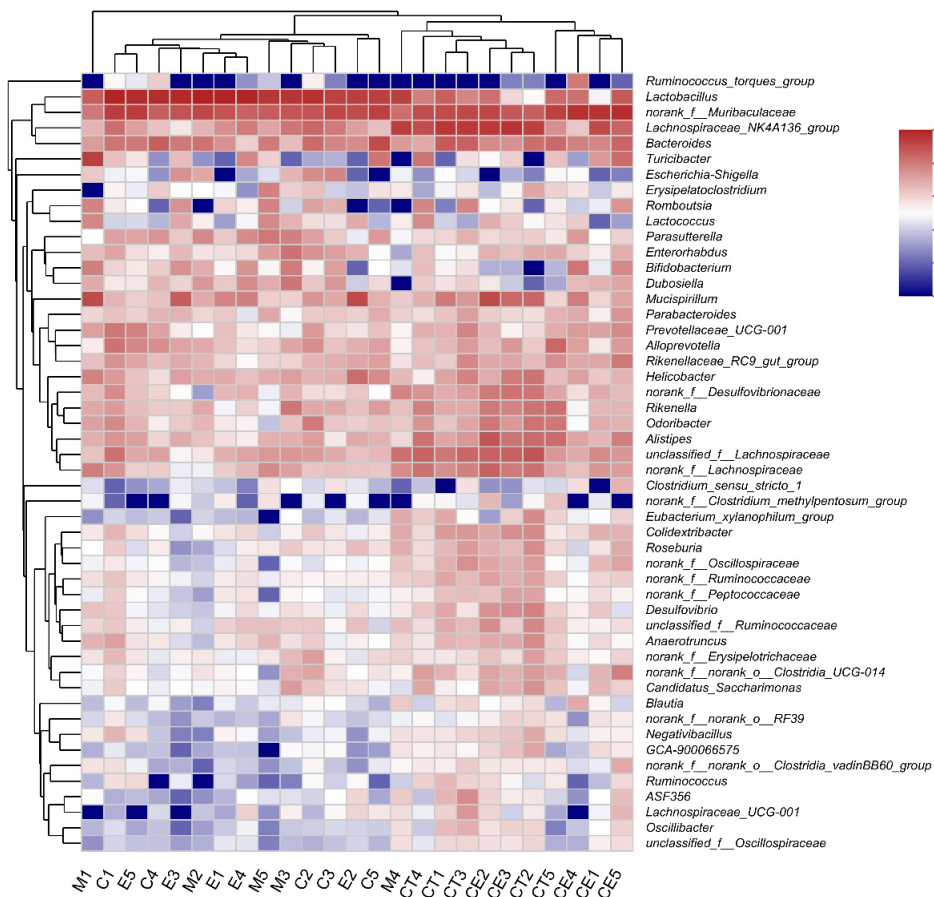 Ruminococcus_torques_group
Lactobacillus
norank_f__Muribaculaceae
Lachnospiraceae_NK4A136_group
Bacteroides
Turicibacter
Escherichia-Shigella
Erysipelatoclostridium
Romboutsia
Lactococcus
Parasutterella
Enterorhabdus
Bifidobacterium
Dubosiella
Mucispirillum
Parabacteroides
Prevotellaceae_UCG-001
Alloprevotella
Rikenellaceae_RC9_gut_group
Helicobacter
norank_f__Desulfovibrionaceae
Rikenella
Odoribacter
Alistipes
unclassified_f__Lachnospiraceae
norank_f__Lachnospiraceae
Clostridium_sensu_stricto_1
norank_f__Clostridium_methylpentosum_group
Eubacterium_xylanophilum_group
Colidextribacter
Roseburia
norank_f__Oscillospiraceae
norank_f__Ruminococcaceae
norank_f__Peptococcaceae
Desulfovibrio
unclassified_f__Ruminococcaceae
Anaerotruncus
norank_f__Erysipelotrichaceae
norank_f__norank_o__Clostridia_UCG-014
Candidatus_Saccharimonas
Blautia
norank_f__norank_o__RF39
Negativibacillus
GCA-900066575
norank_f__norank_o__Clostridia_vadinBB60_group
Ruminococcus
ASF356
Lachnospiraceae_UCG-001
Oscillibacter
unclassified_f__Oscillospiraceae
M1 C1 E5 C4 E3 M2 E1 E4 M5 M3 C2 C3 E2 C5 M4 CT4 CT1 CT3 CE2 CE3 CT2 CT5 CE4 CE1 CE5